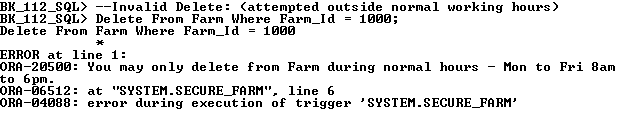 BK_112_SQL> --Invalid Delete: (attempted outside normal working hours)
BK_112_SQL> Delete From Farm Where Farm_Id = 1000;
Delete From Farm Where Farm_Id = 1000
*
ERROR at line 1:
ORA-20500: You may only delete from Farm during normal hours - Mon to Fri 8am
to 6pm.
ORA-06512: at "SYSTEM.SECURE_FARM", line 6
ORA-04088: error during execution of trigger 'SYSTEM.SECURE_FARM'